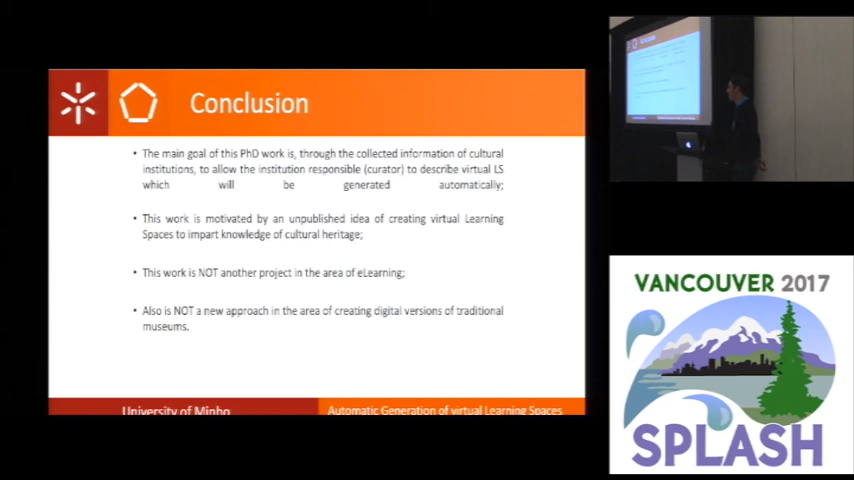 Conclusion
• The main goal of this PhD work is, through the collected information of cultural
institutions, to allow the institution responsible (curator) to describe virtual LS
which will be generated automatically;
• This work is motivated by an unpublished idea of creating virtual Learning
Spaces to impart knowledge of cultural heritage;
• This work is NOT another project in the area of eLearning;
• Also is NOT a new approach in the area of creating digital versions of traditional
museums.
University of Minho
Automatic Generation of virtual Learning Spaces
VANCOUVER 2017
SPLASH